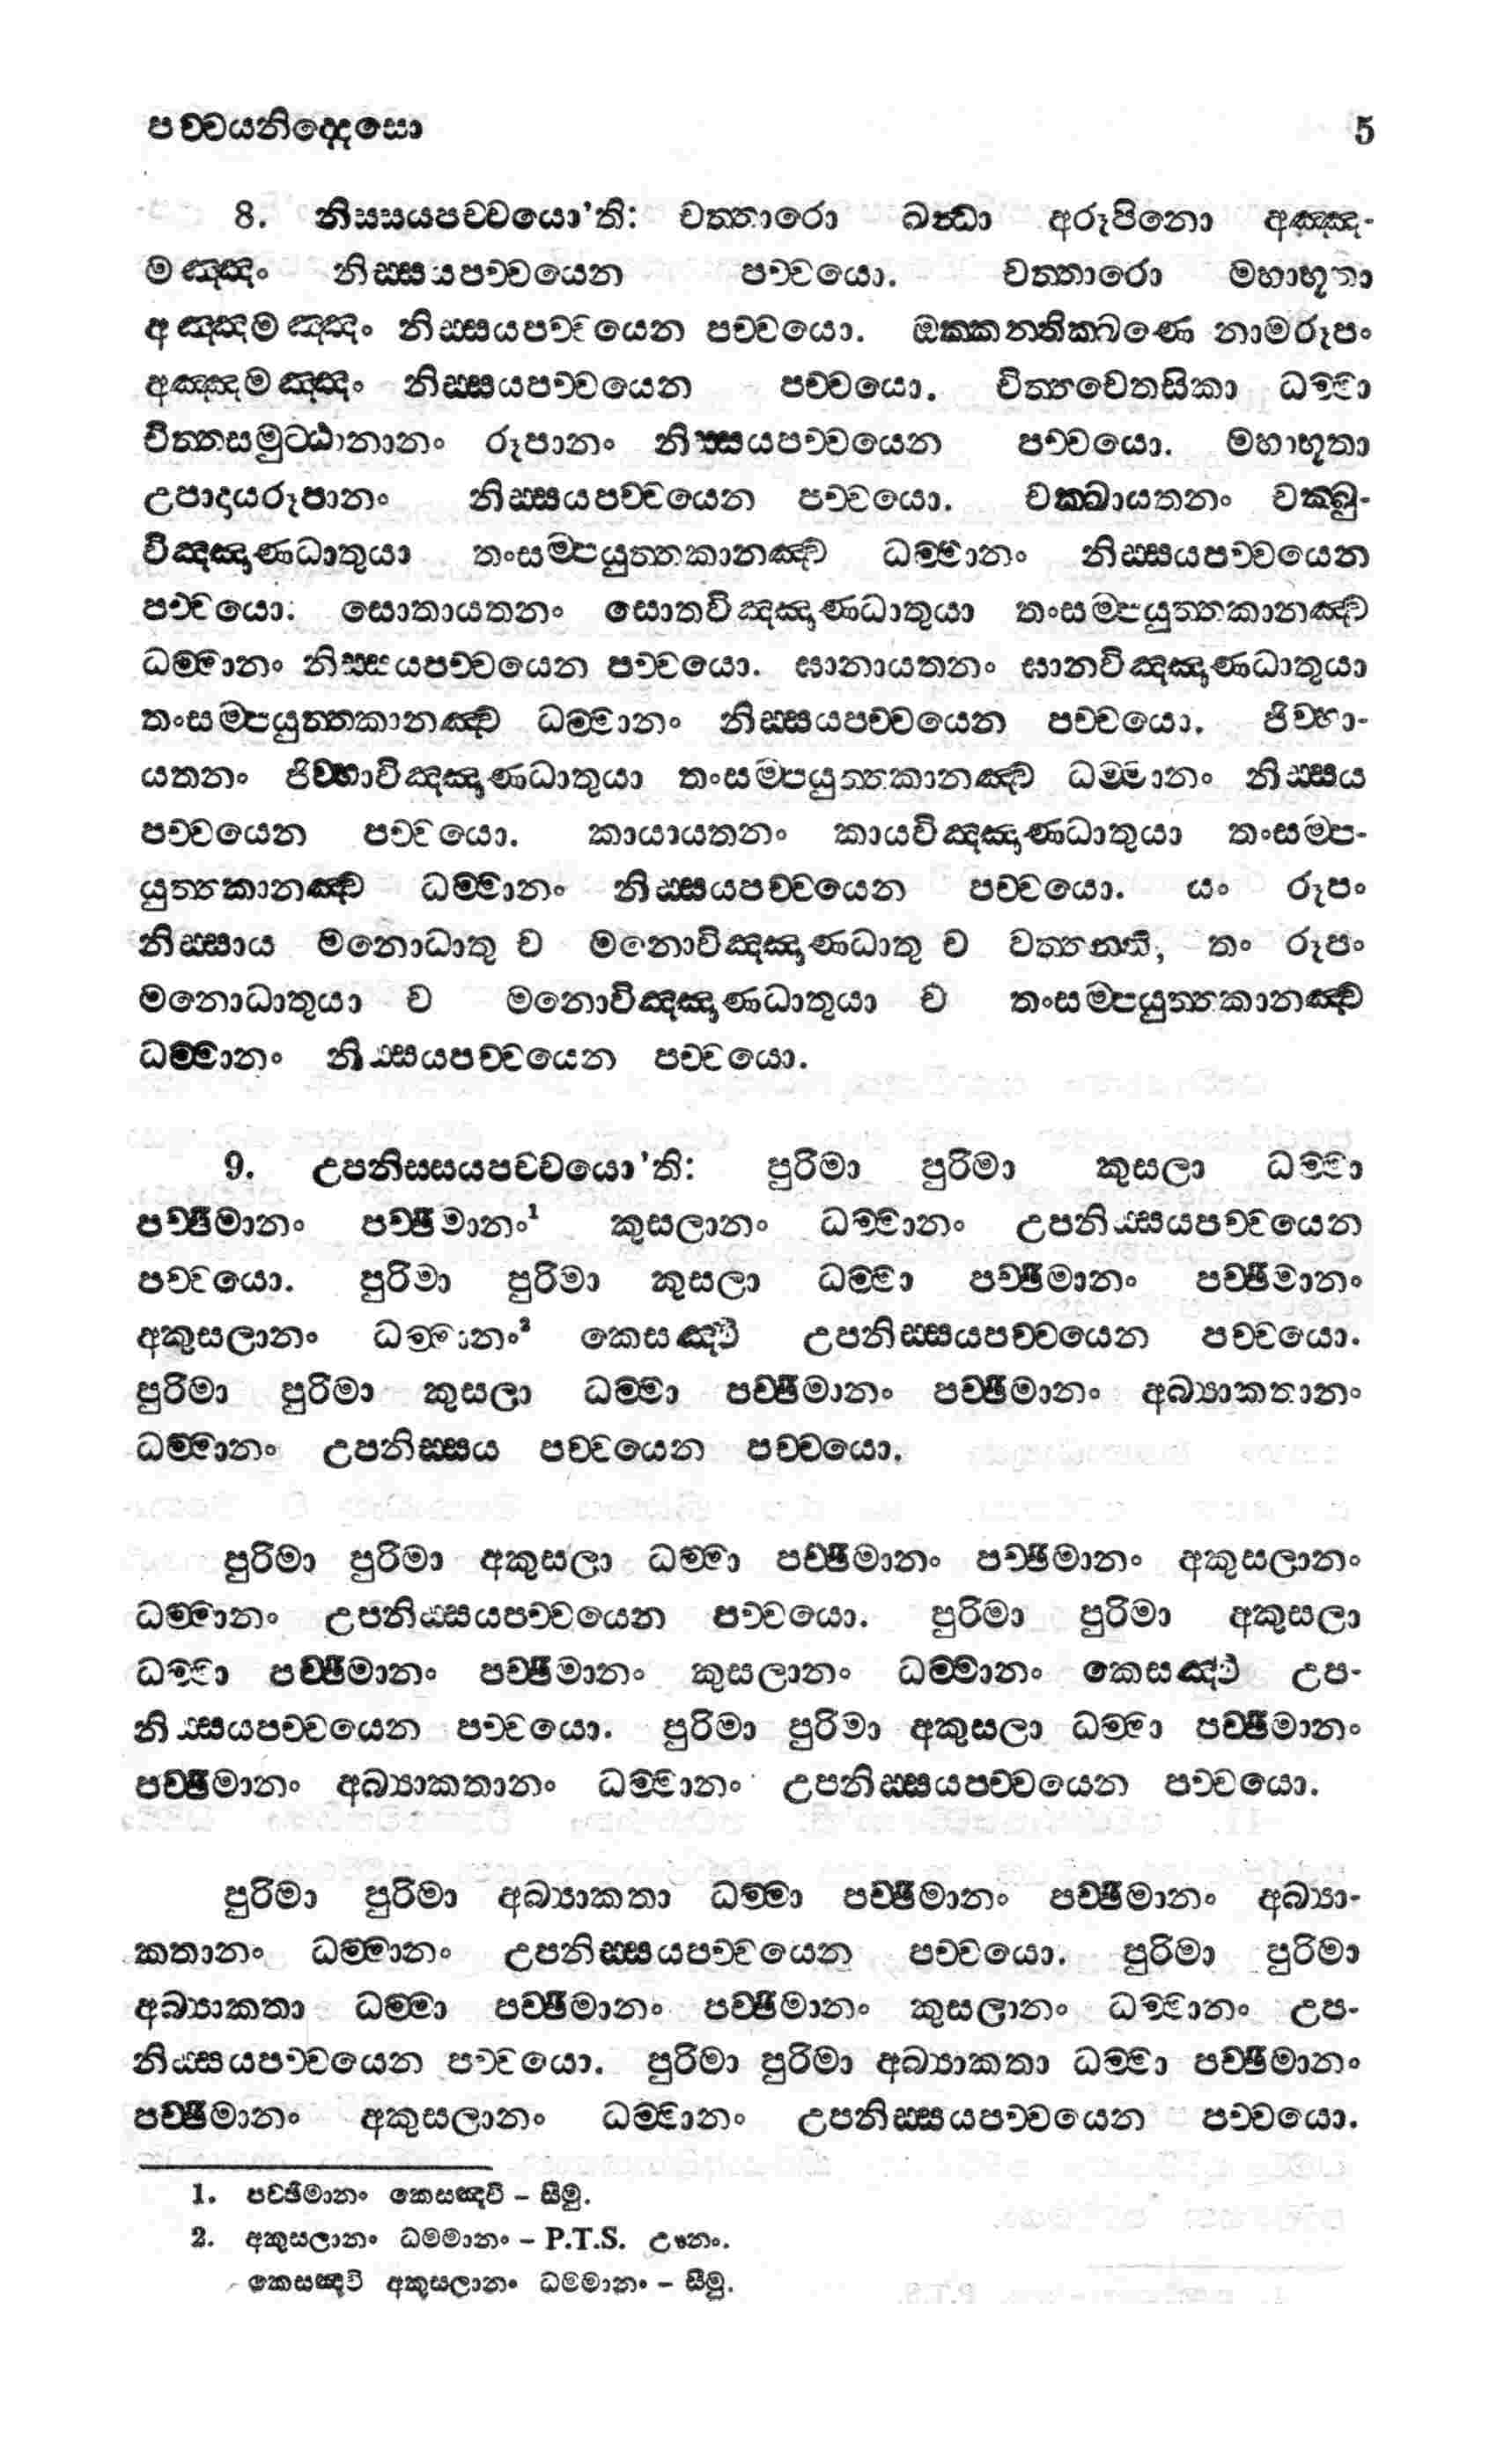 පච්චයනිද්දෙසො 5
8. නිස්සයපච්චයො'ති: චත්තාරො ඛන්ධා අරූපිනො අඤ්ඤ-
මඤ්ඤං නිස්සයපච්චයෙන පච්චයො. චත්තාරො මහාභූතා
අඤ්ඤමඤ්ඤං නිස්සයපච්චයෙන පච්චයො. ඔක්කන්තික්ඛණෙ නාමරූපං
අඤ්ඤමඤ්ඤං නිස්සයපච්චයෙන පච්චයො. චිත්තචෙතසිකා ධම්මා
චිත්තසමුට්ඨානානං රූපානං නිස්සයපච්චයෙන පච්චයො. මහාභූතා
උපාදායරූපානං නිස්සයපච්චයෙන පච්චයො. චක්ඛායතනං චක්ඛු-
විඤ්ඤාණධාතුයා තංසම්පයුත්තකානඤ්ච ධම්මානං නිස්සයපච්චයෙන
පච්චයො. සොතායතනං සොතවිඤ්ඤාණධාතුයා තංසම්පයුත්තකානඤ්ච
ධම්මානං නිස්සයපච්චයෙන පච්චයො. ඝානායතනං ඝානවිඤ්ඤාණධාතුයා
තංසම්පයුත්තකානඤ්ච ධම්මානං නිස්සයපච්චයෙන පච්චයො. ජිව්හා-
යතනං ජිව්හාවිඤ්ඤාණධාතුයා තංසම්පයුත්තකානඤ්ච ධම්මානං නිස්සය
පච්චයෙන පච්චයො. කායායතනං කායවිඤ්ඤාණධාතුයා තංසම්ප-
යුත්තකානඤ්ච ධම්මානං නිස්සයපච්චයෙන පච්චයො. යං රූපං
නිස්සාය මනොධාතු ච මනොවිඤ්ඤාණධාතු ච වත්තන්ති, තං රූපං
මනොධාතුයා ච මනොවිඤ්ඤාණධාතුයා ච තංසම්පයුත්තකානඤ්ච
ධම්මානං නිස්සයපච්චයෙන පච්චයො.
9. උපනිස්සයපච්චයො'ති: පුරිමා පුරිමා කුසලා ධම්මා
පච්ඡිමානං පච්ඡිමානං¹ කුසලානං ධම්මානං උපනිස්සයපච්චයෙන
පච්චයො. පුරිමා පුරිමා කුසලා ධම්මා පච්ඡිමානං පච්ඡිමානං
අකුසලානං ධම්මානං² කෙසඤ්චි උපනිස්සයපච්චයෙන පච්චයො.
පුරිමා පුරිමා කුසලා ධම්මා පච්ඡිමානං පච්ඡිමානං අබ්‍යාකතානං
ධම්මානං උපනිස්සය පච්චයෙන පච්චයො.
පුරිමා පුරිමා අකුසලා ධම්මා පච්ඡිමානං පච්ඡිමානං අකුසලානං
ධම්මානං උපනිස්සයපච්චයෙන පච්චයො. පුරිමා පුරිමා අකුසලා
ධම්මා පච්ඡිමානං පච්ඡිමානං කුසලානං ධම්මානං කෙසඤ්චි උප-
නිස්සයපච්චයෙන පච්චයො. පුරිමා පුරිමා අකුසලා ධම්මා පච්ඡිමානං
පච්ඡිමානං අබ්‍යාකතානං ධම්මානං උපනිස්සයපච්චයෙන පච්චයො.
පුරිමා පුරිමා අබ්‍යාකතා ධම්මා පච්ඡිමානං පච්ඡිමානං අබ්‍යා-
කතානං ධම්මානං උපනිස්සයපච්චයෙන පච්චයො. පුරිමා පුරිමා
අබ්‍යාකතා ධම්මා පච්ඡිමානං පච්ඡිමානං කුසලානං ධම්මානං උප-
නිස්සයපච්චයෙන පච්චයො. පුරිමා පුරිමා අබ්‍යාකතා ධම්මා පච්ඡිමානං
පච්ඡිමානං අකුසලානං ධම්මානං උපනිස්සයපච්චයෙන පච්චයො.
1. පච්ඡිමානං කෙසඤ්චි – සීමු.
2. අකුසලානං ධම්මානං – P.T.S. ඌනං.
කෙසඤ්චි අකුසලානං ධම්මානං – සීමු.